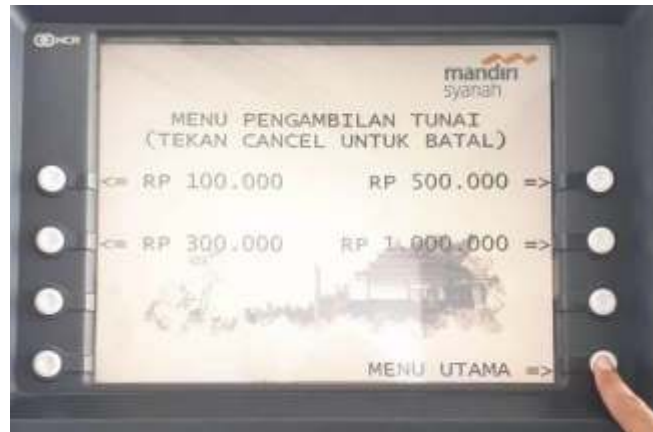 NCR
mandiri
syariah
MENU PENGAMBILAN TUNAI
(TEKAN CANCEL UNTUK BATAL)
<= RP 100.000 RP 500.000 =>
<= RP 300.000 RP 1.000.000 =>
MENU UTAMA =>